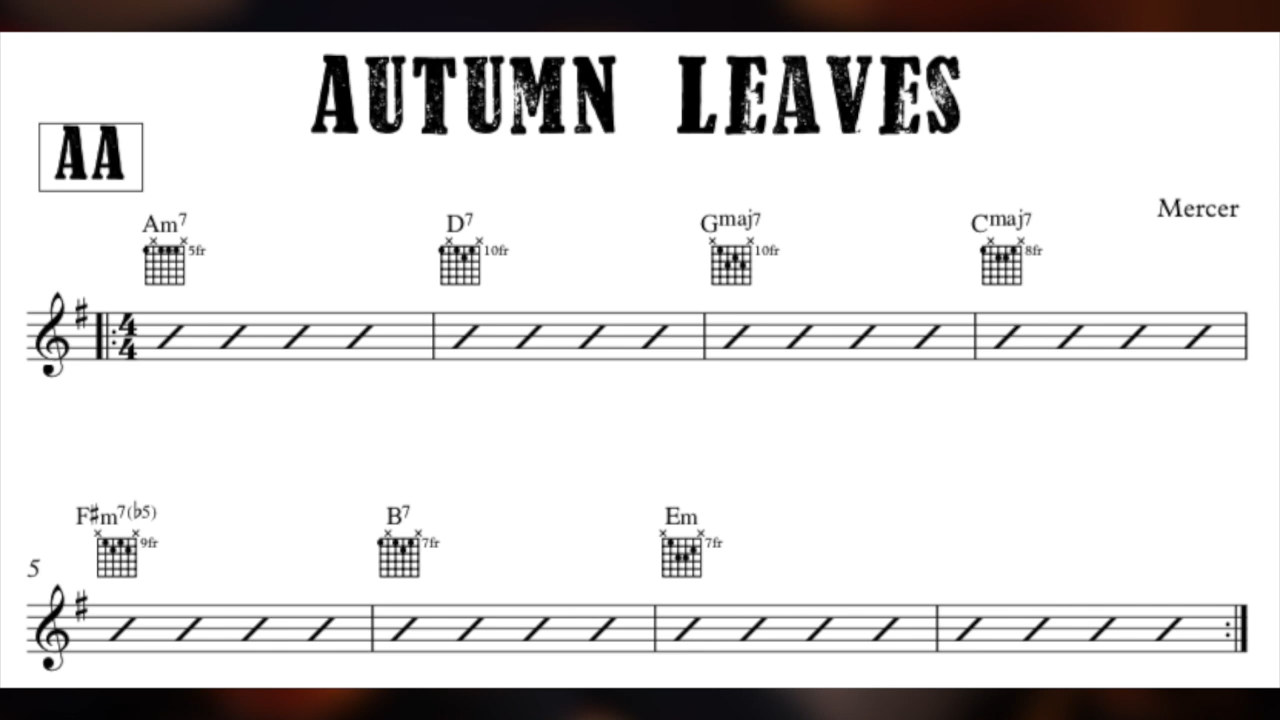 AUTUMN LEAVES
AA
Mercer
Am7 D7 Gmaj7 Cmaj7
5fr 10fr 10fr 8fr
4
4
F♯m7(♭5) B7 Em
9fr 7fr 7fr
5